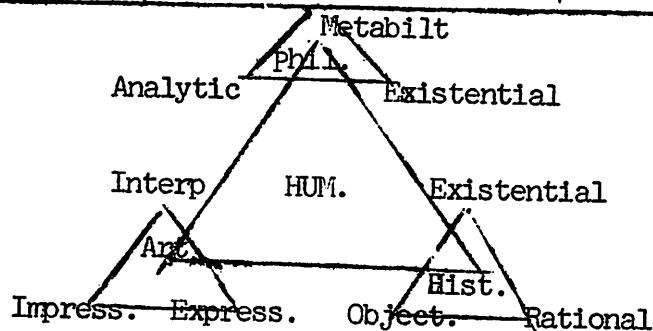 Metabilt
Phil.
Analytic Existential
Interp HUM. Existential
Art
Hist.
Impress. Express. Object. Rational